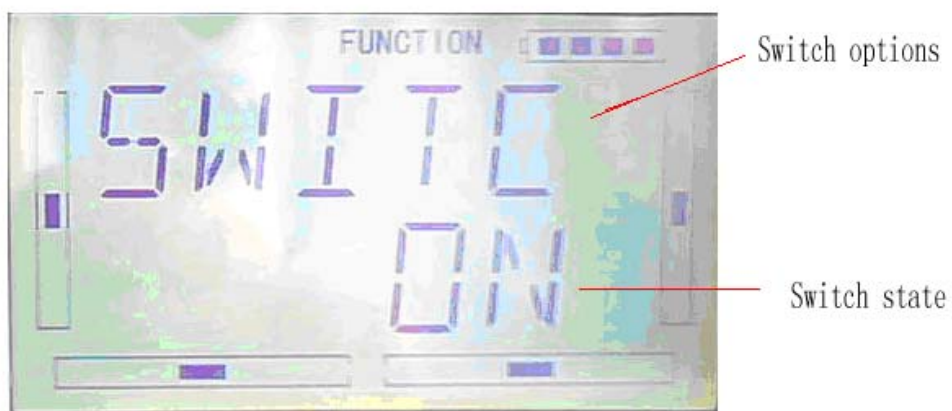 FUNCTION
Switch options
SWITC
ON
Switch state